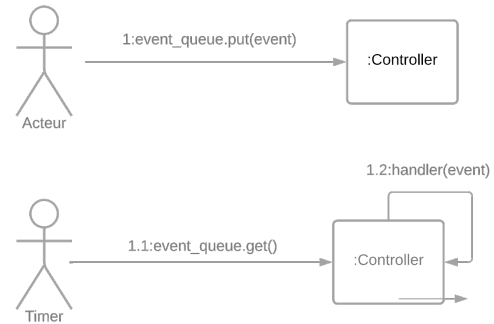 1:event_queue.put(event)
:Controller
Acteur
1.2:handler(event)
1.1:event_queue.get()
:Controller
Timer